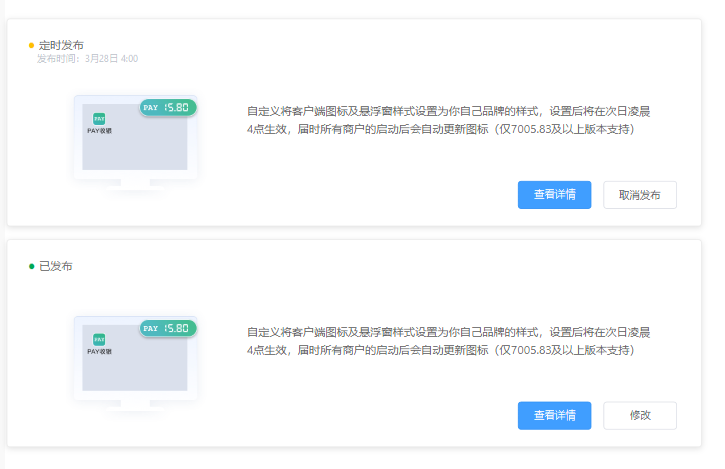 定时发布
发布时间：3月28日 4:00
PAY 15.80
PAY
PAY收银
自定义将客户端图标及悬浮窗样式设置为你自己品牌的样式，设置后将在次日凌晨
4点生效，届时所有商户的启动后会自动更新图标（仅7005.83及以上版本支持）
查看详情 取消发布
已发布
PAY 15.80
PAY
PAY收银
自定义将客户端图标及悬浮窗样式设置为你自己品牌的样式，设置后将在次日凌晨
4点生效，届时所有商户的启动后会自动更新图标（仅7005.83及以上版本支持）
查看详情 修改